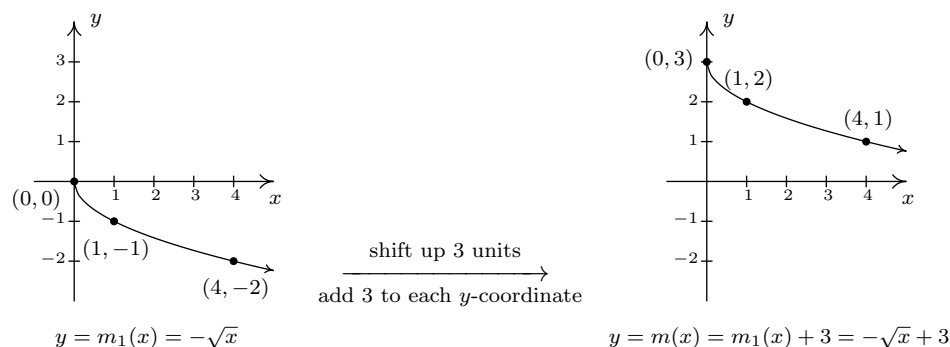 y
3
2
1
(0, 0)
1
2
3
4
x
−1
(1, −1)
−2
(4, −2)
y = m₁(x) = −√x
shift up 3 units
add 3 to each y-coordinate
y
(0, 3)
(1, 2)
2
(4, 1)
1
1
2
3
4
x
−1
−2
y = m(x) = m₁(x) + 3 = −√x + 3